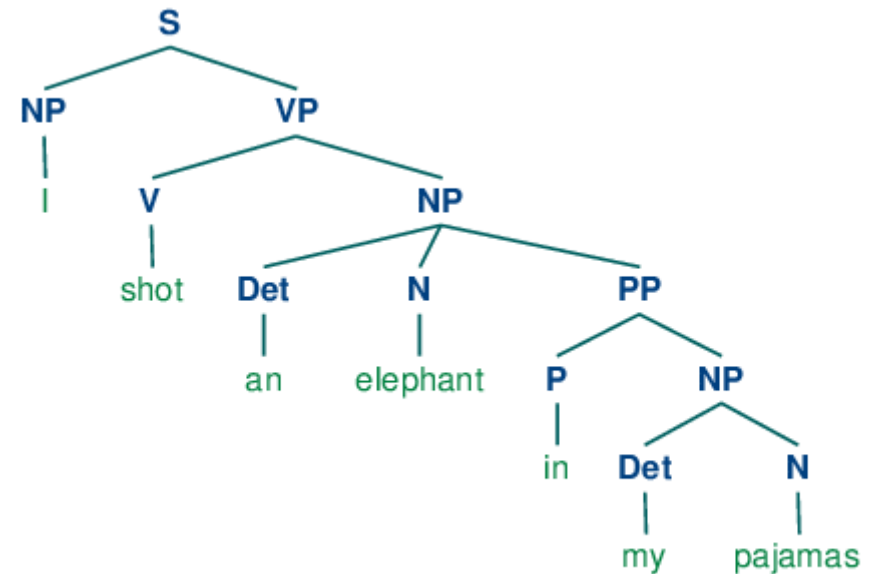 S
NP VP
I V NP
shot Det N PP
an elephant P NP
in Det N
my pajamas